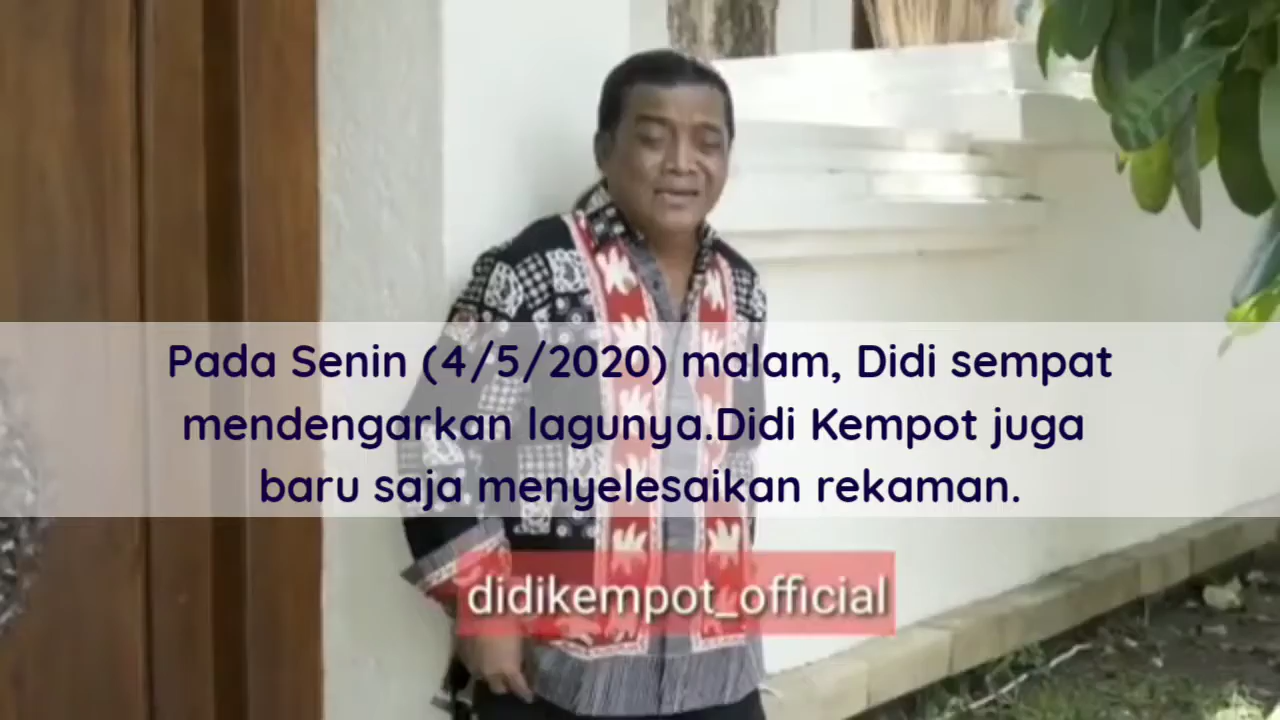 Pada Senin (4/5/2020) malam, Didi sempat
mendengarkan lagunya.Didi Kempot juga
baru saja menyelesaikan rekaman.
didikempot_official